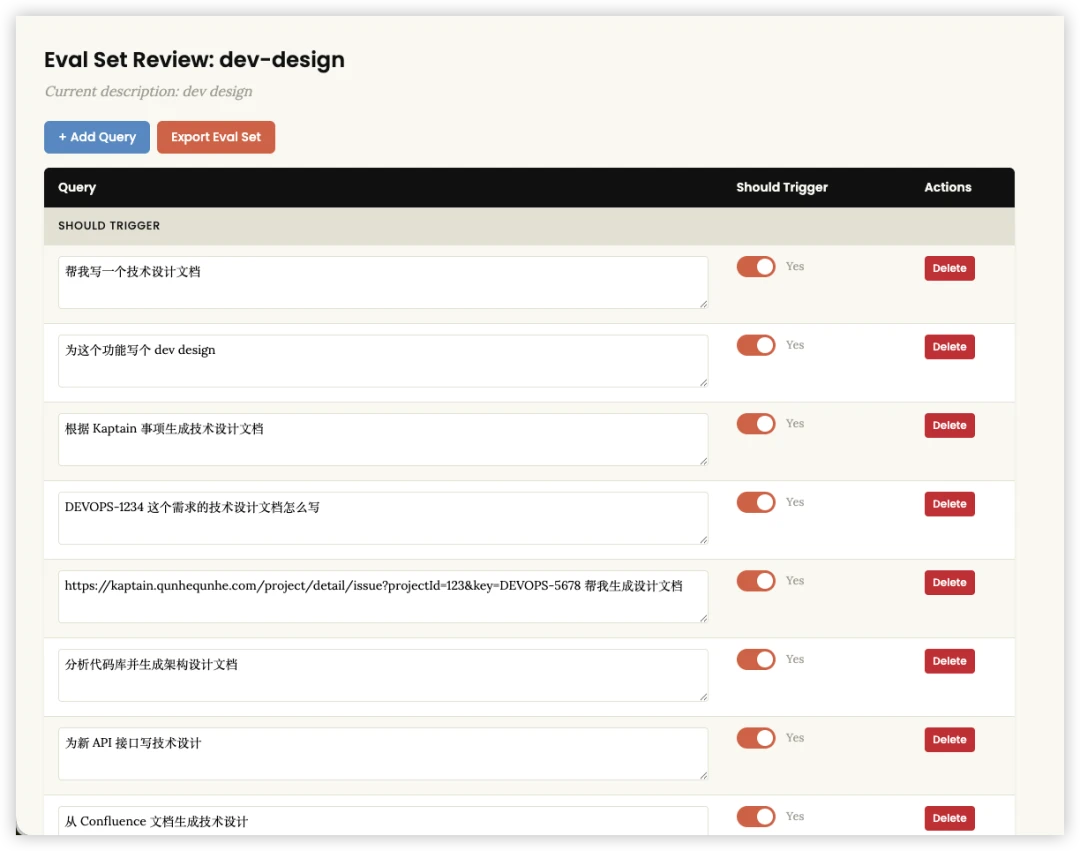 Eval Set Review: dev-design
Current description: dev design
+ Add Query Export Eval Set
Query Should Trigger Actions
SHOULD TRIGGER
帮我写一个技术设计文档 Yes Delete
为这个功能写个 dev design Yes Delete
根据 Kaptain 事项生成技术设计文档 Yes Delete
DEVOPS-1234 这个需求的技术设计文档怎么写 Yes Delete
https://kaptain.qunhequnhe.com/project/detail/issue?projectId=123&key=DEVOPS-5678 帮我生成设计文档 Yes Delete
分析代码库并生成架构设计文档 Yes Delete
为新 API 接口写技术设计 Yes Delete
从 Confluence 文档生成技术设计 Yes Delete